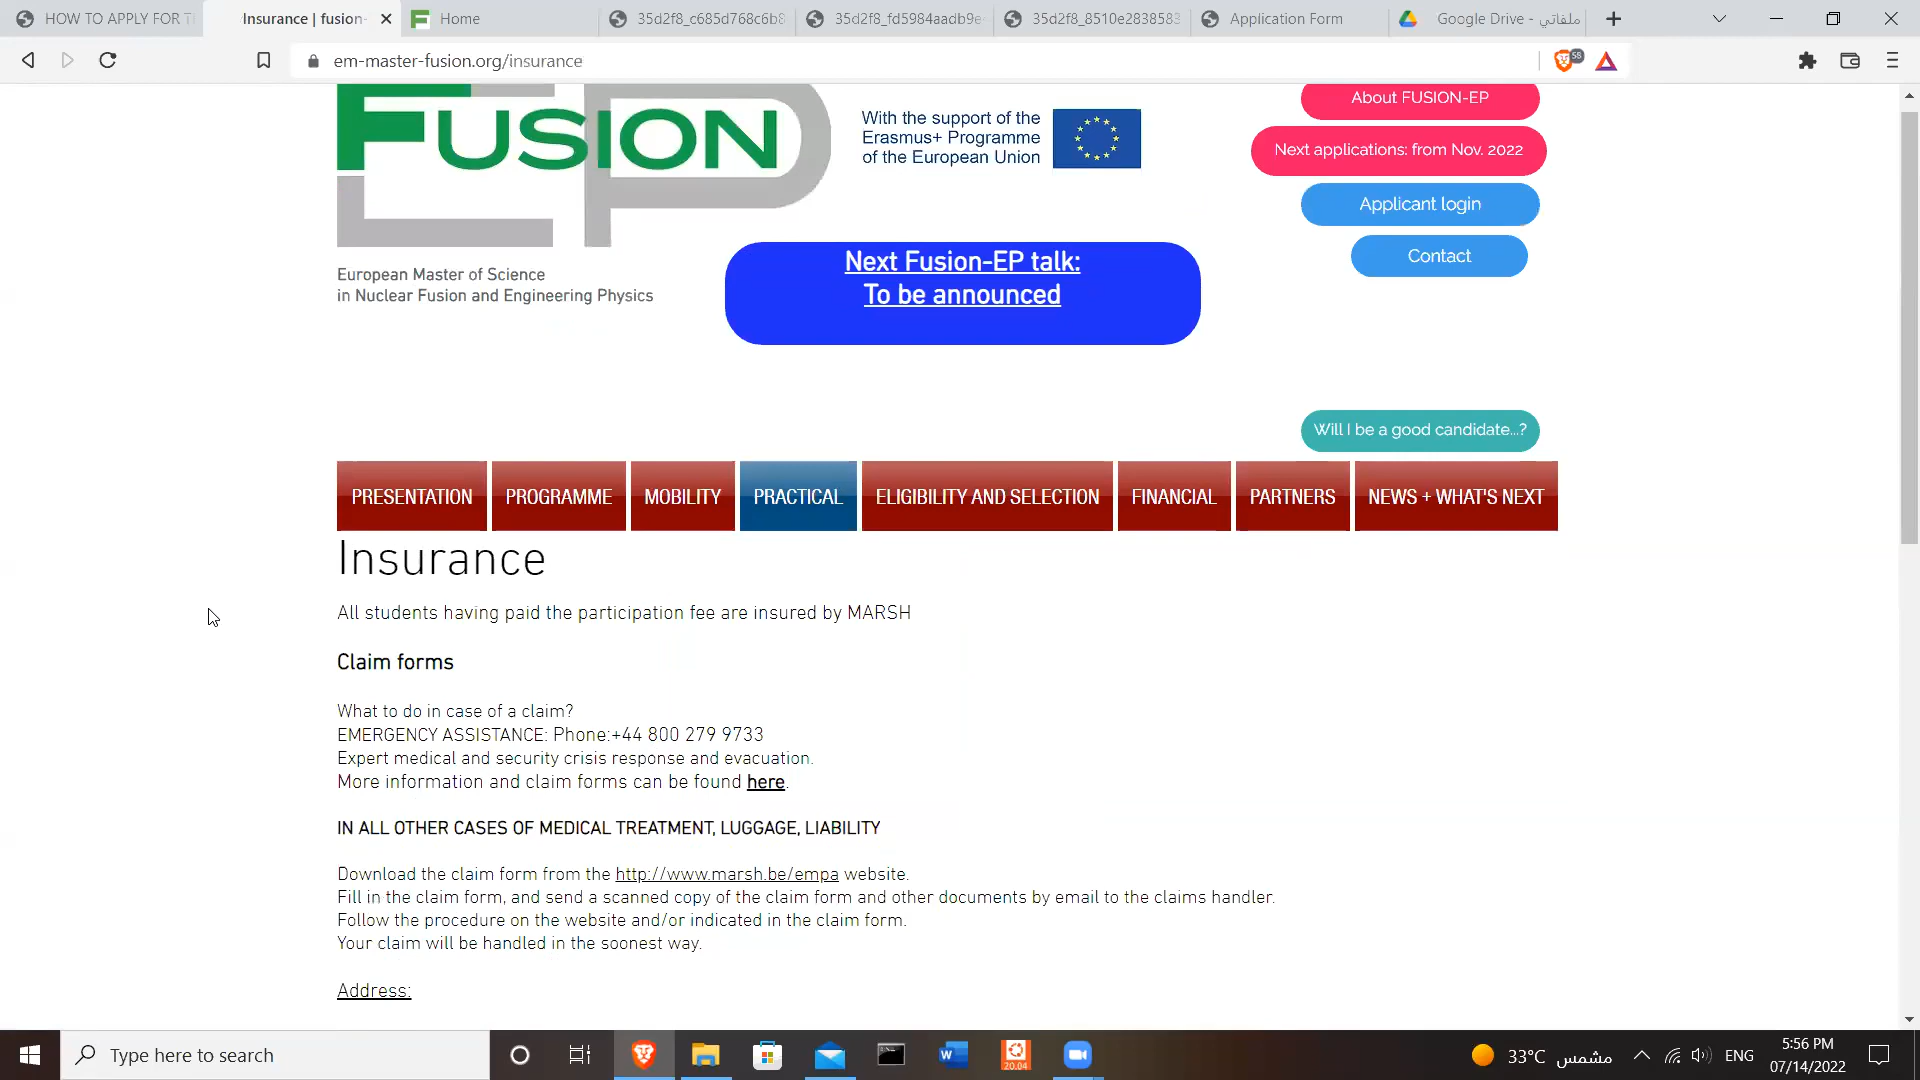 HOW TO APPLY FOR T
Insurance | fusion-
Home
35d2f8_c685d768c6b8
35d2f8_fd5984aadb9e
35d2f8_8510e2838583
Application Form
Google Drive - ملفاتي
em-master-fusion.org/insurance
55
FUSION
EP
With the support of the
Erasmus+ Programme
of the European Union
About FUSION-EP
Next applications: from Nov. 2022
Applicant login
Contact
European Master of Science
in Nuclear Fusion and Engineering Physics
Next Fusion-EP talk:
To be announced
Will I be a good candidate...?
PRESENTATION
PROGRAMME
MOBILITY
PRACTICAL
ELIGIBILITY AND SELECTION
FINANCIAL
PARTNERS
NEWS + WHAT'S NEXT
Insurance
All students having paid the participation fee are insured by MARSH
Claim forms
What to do in case of a claim?
EMERGENCY ASSISTANCE: Phone:+44 800 279 9733
Expert medical and security crisis response and evacuation.
More information and claim forms can be found here.
IN ALL OTHER CASES OF MEDICAL TREATMENT, LUGGAGE, LIABILITY
Download the claim form from the http://www.marsh.be/empa website.
Fill in the claim form, and send a scanned copy of the claim form and other documents by email to the claims handler.
Follow the procedure on the website and/or indicated in the claim form.
Your claim will be handled in the soonest way.
Address:
Type here to search
W
20.04
33°C مشمس
ENG
5:56 PM
07/14/2022